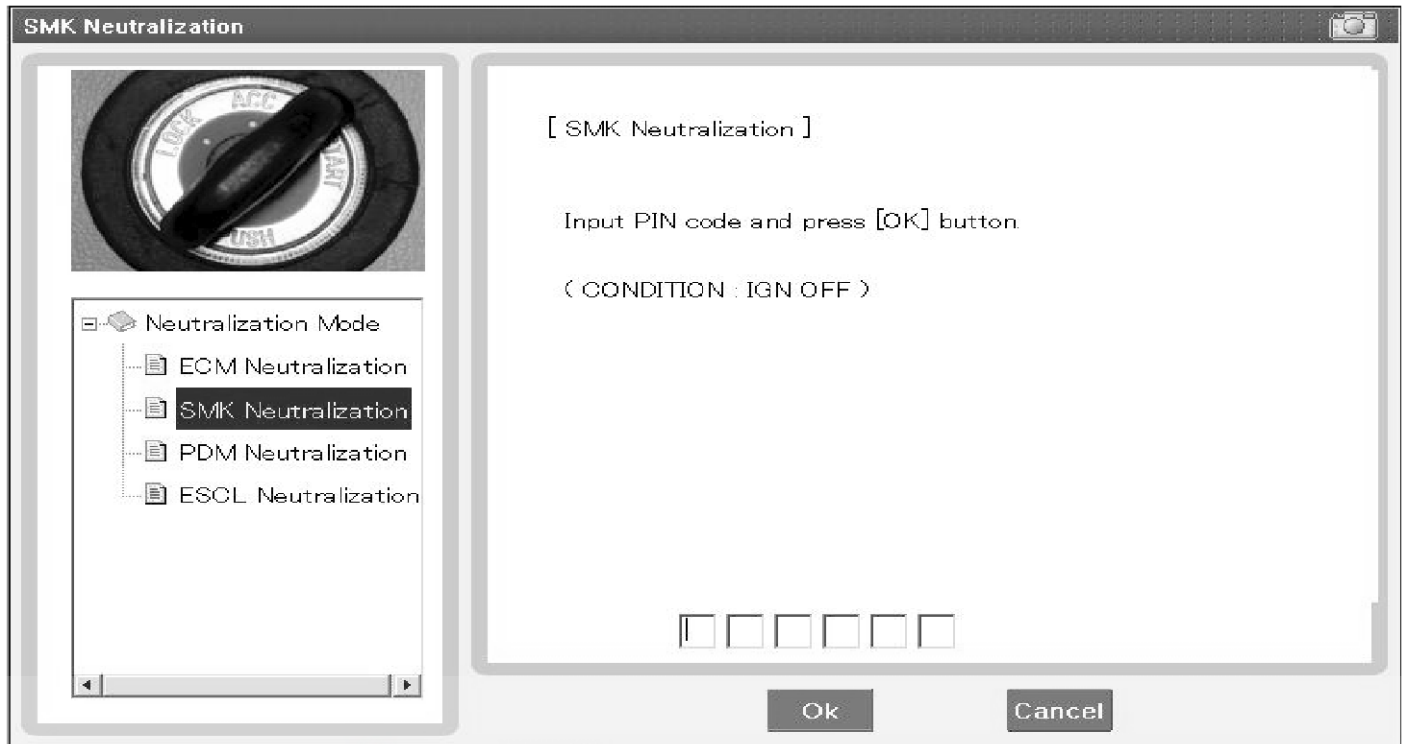 SMK Neutralization
LOCK
ACC
START
PUSH
Neutralization Mode
ECM Neutralization
SMK Neutralization
PDM Neutralization
ESCL Neutralization
[ SMK Neutralization ]
Input PIN code and press [OK] button.
( CONDITION : IGN OFF )
Ok
Cancel